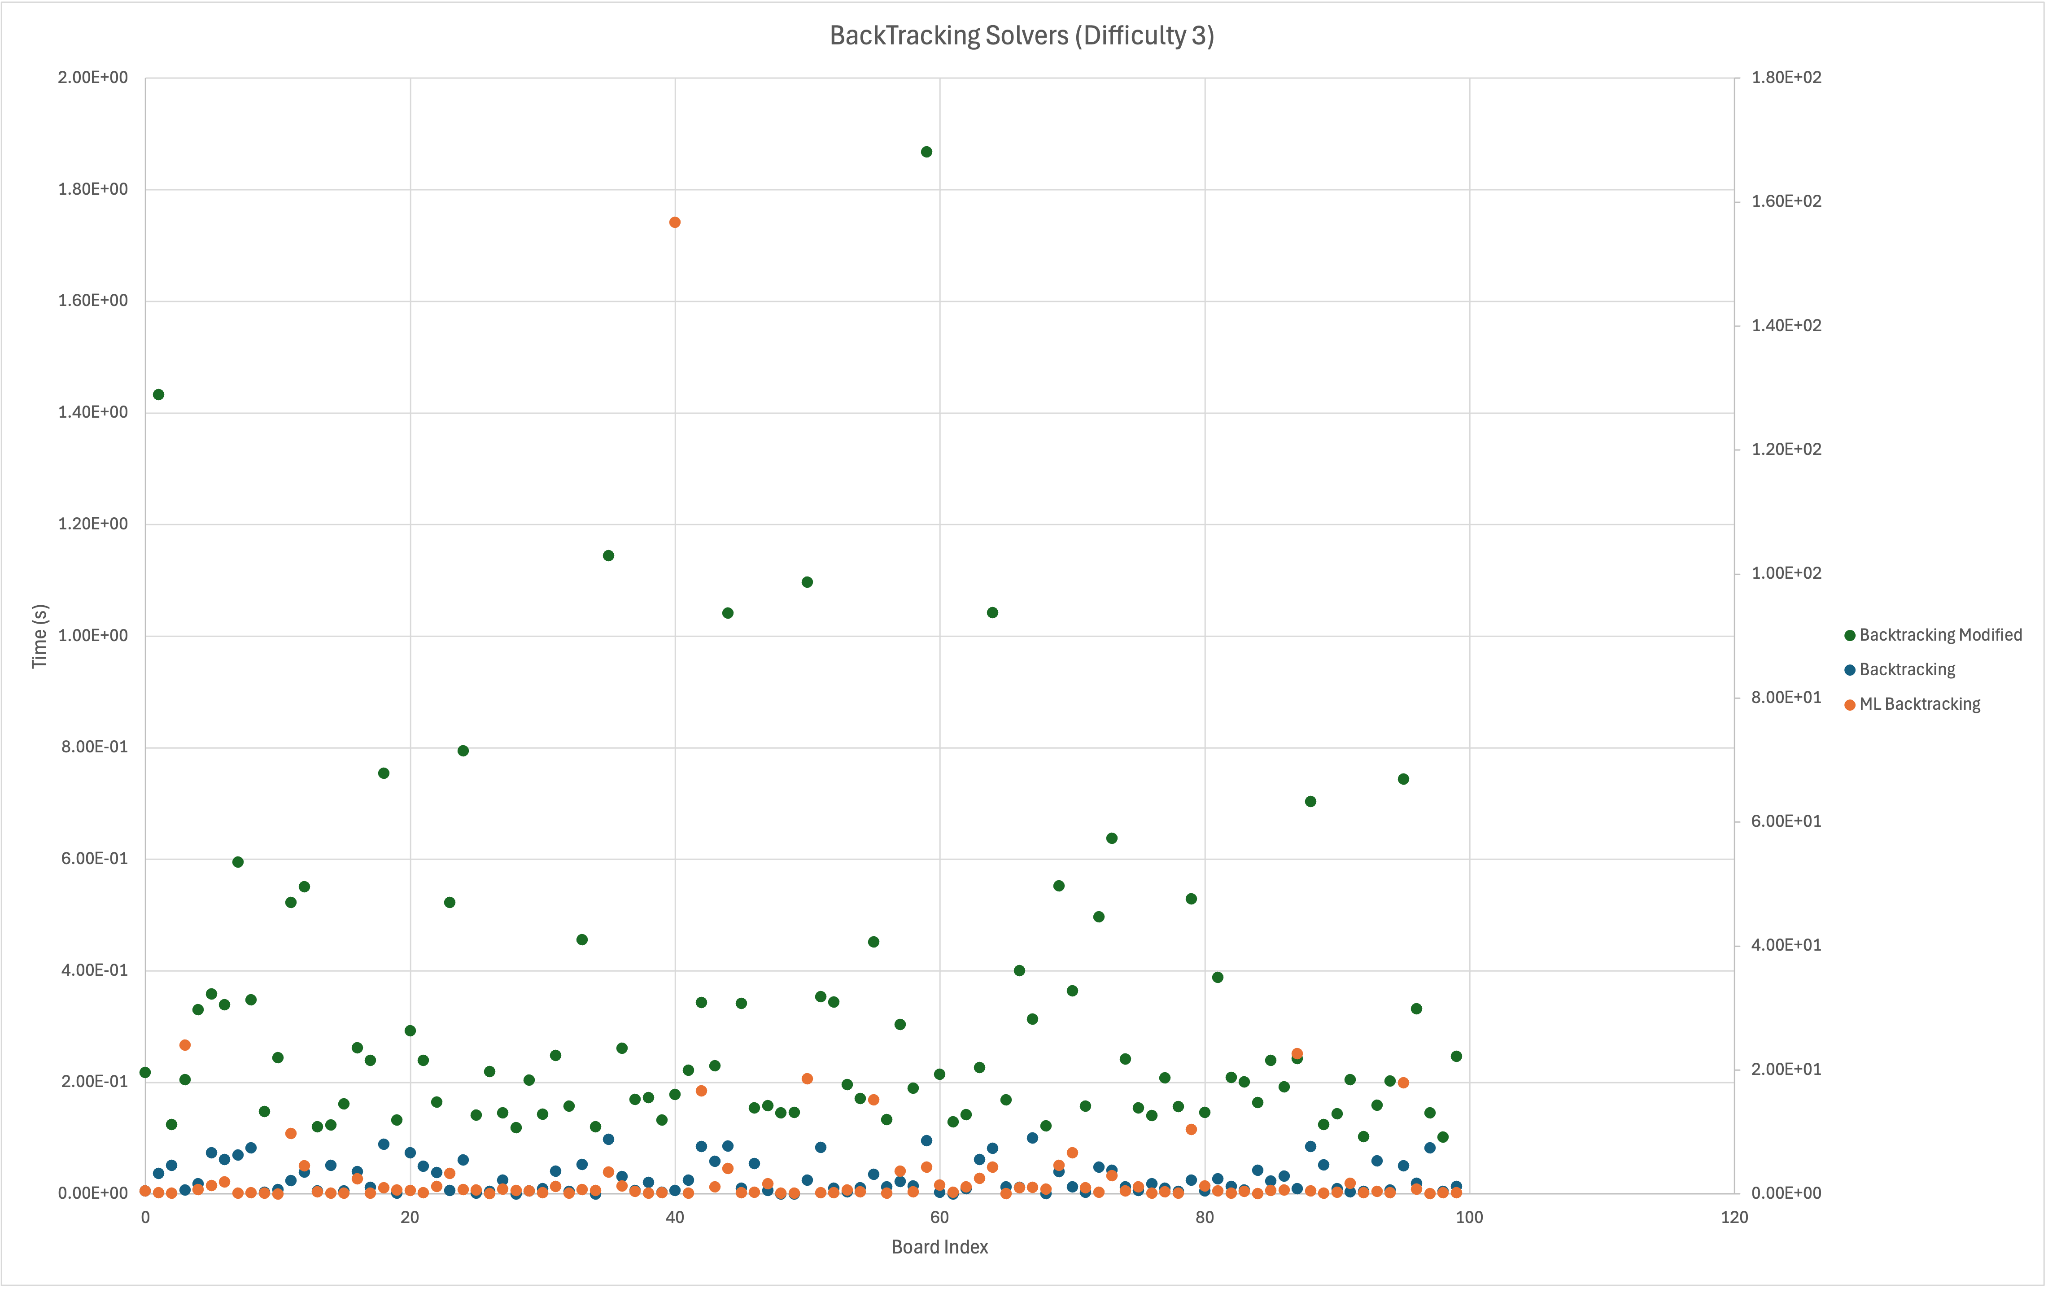 BackTracking Solvers (Difficulty 3)
2.00E+00
1.80E+00
1.60E+00
1.40E+00
1.20E+00
1.00E+00
8.00E-01
6.00E-01
4.00E-01
2.00E-01
0.00E+00
Time (s)
1.80E+02
1.60E+02
1.40E+02
1.20E+02
1.00E+02
8.00E+01
6.00E+01
4.00E+01
2.00E+01
0.00E+00
0 20 40 60 80 100 120
Board Index
Backtracking Modified
Backtracking
ML Backtracking